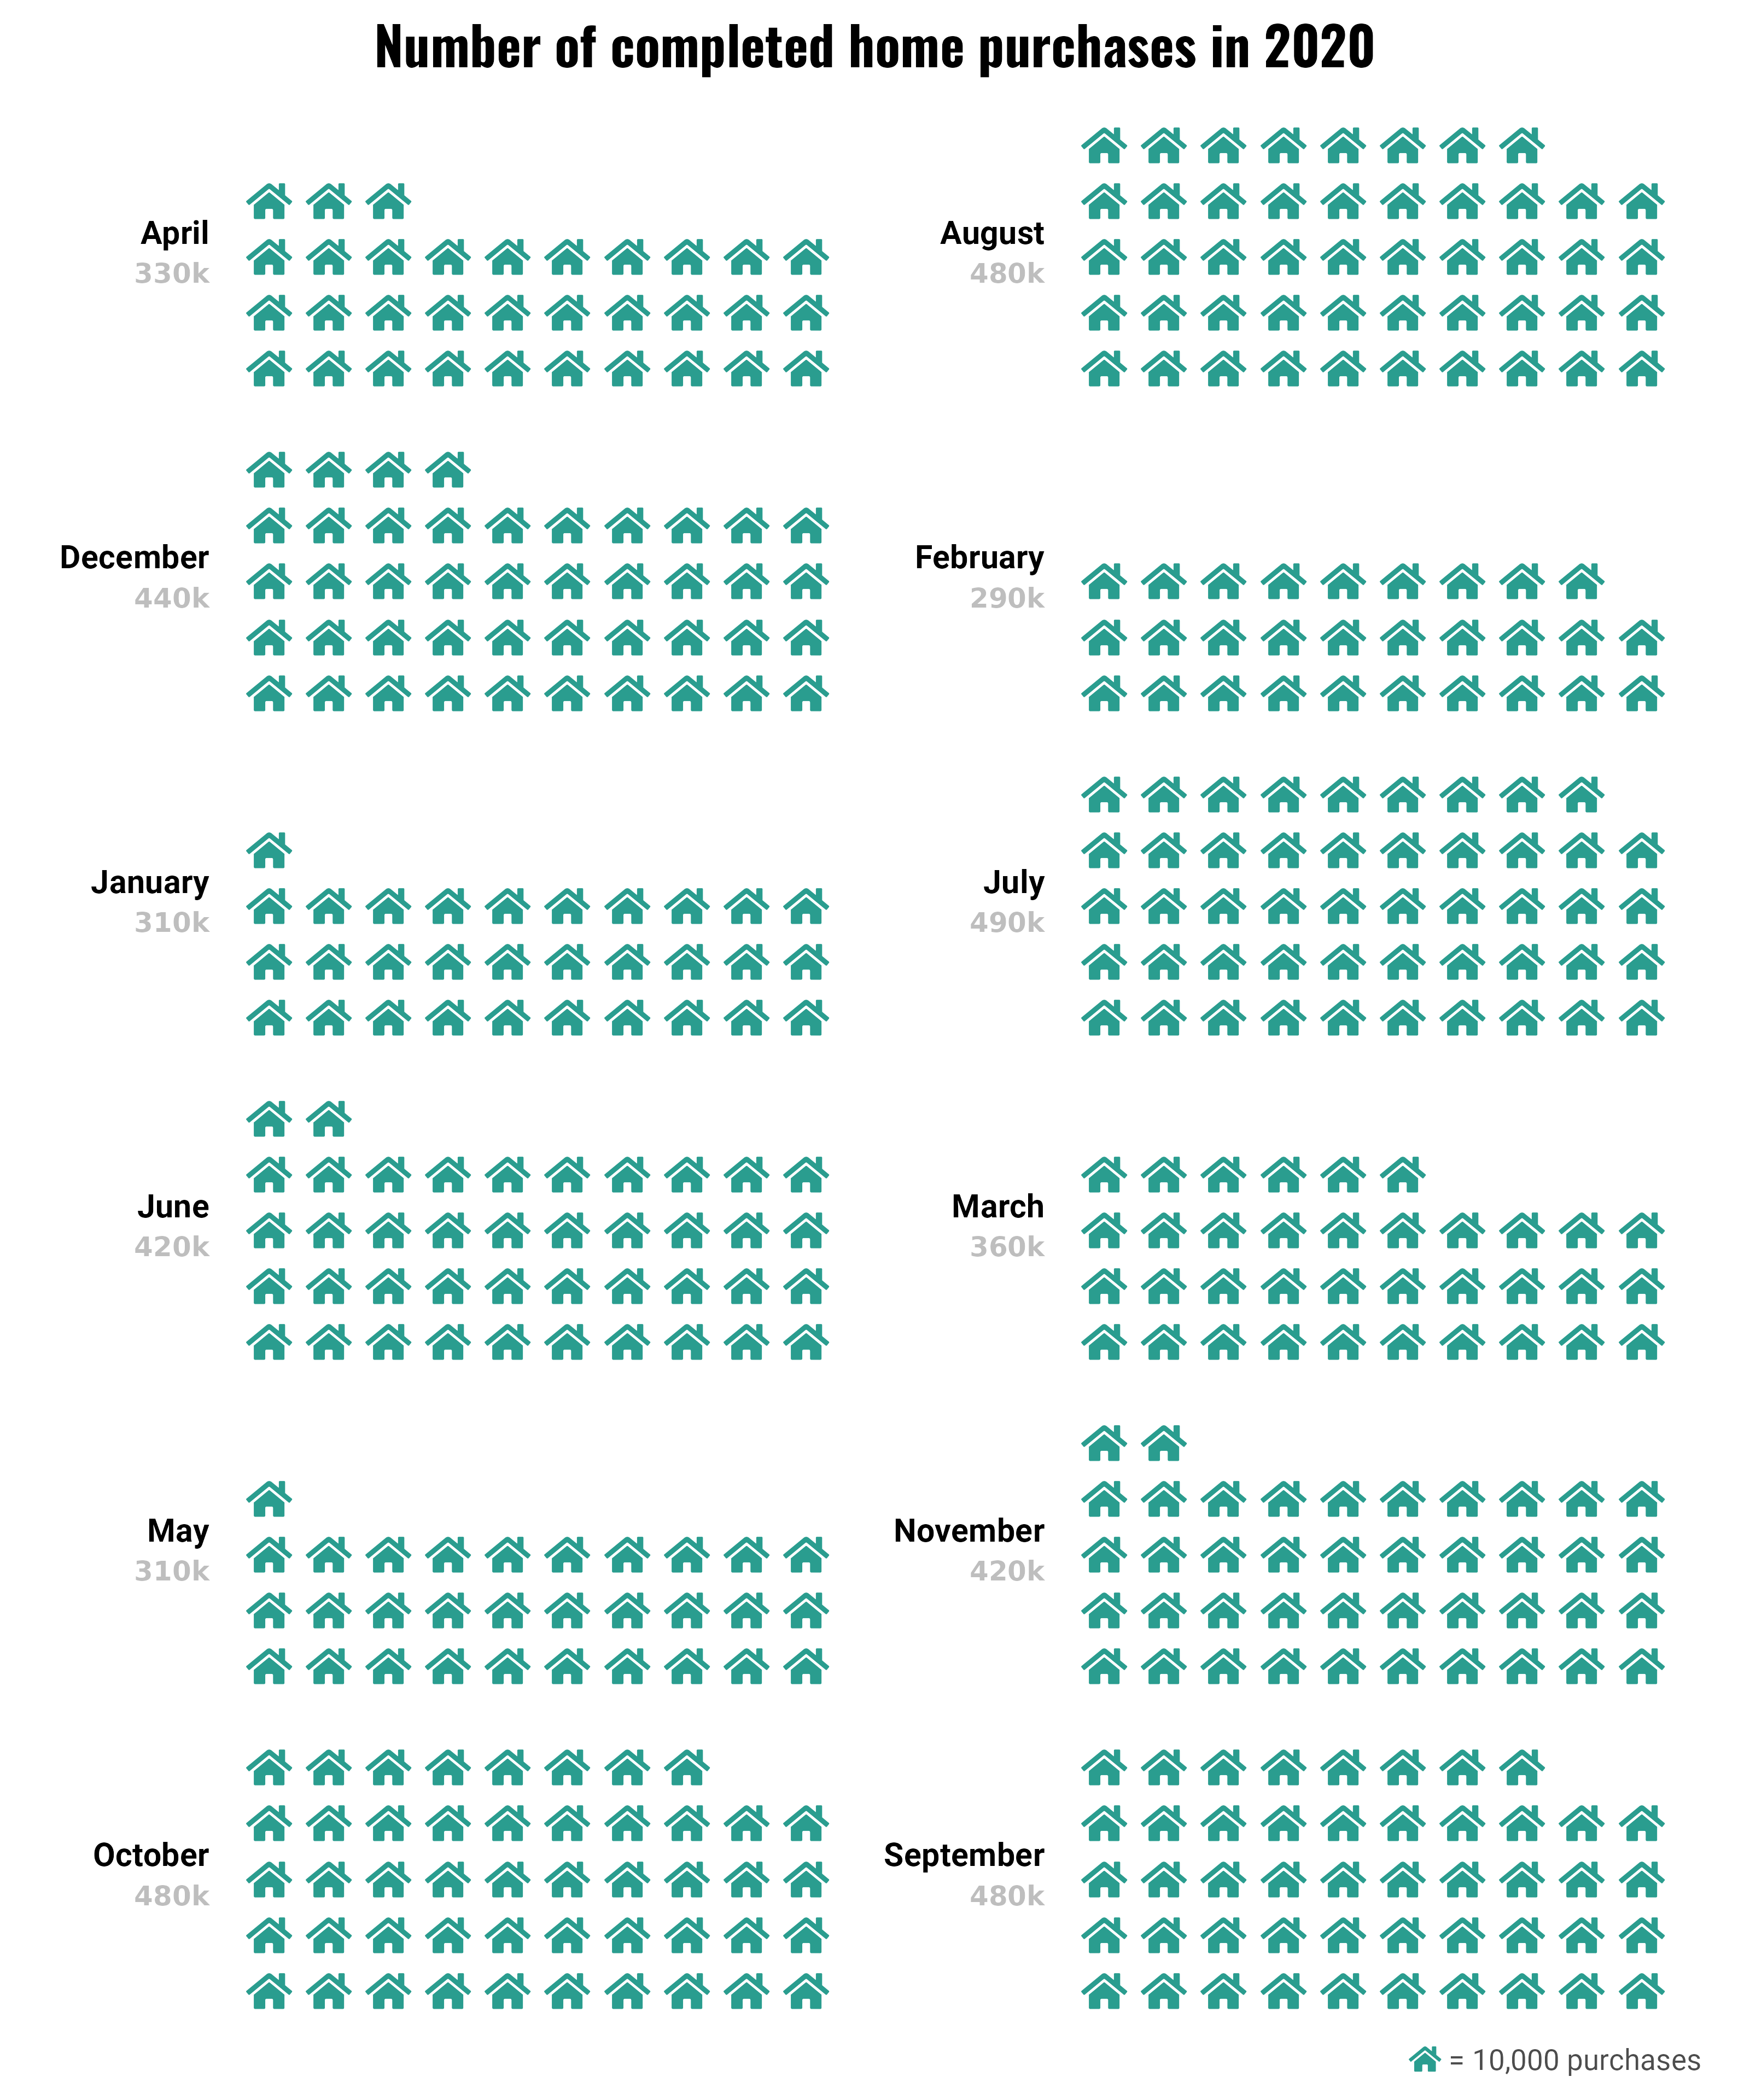 Number of completed home purchases in 2020
April
330k
August
480k
December
440k
February
290k
January
310k
July
490k
June
420k
March
360k
May
310k
November
420k
October
480k
September
480k
= 10,000 purchases